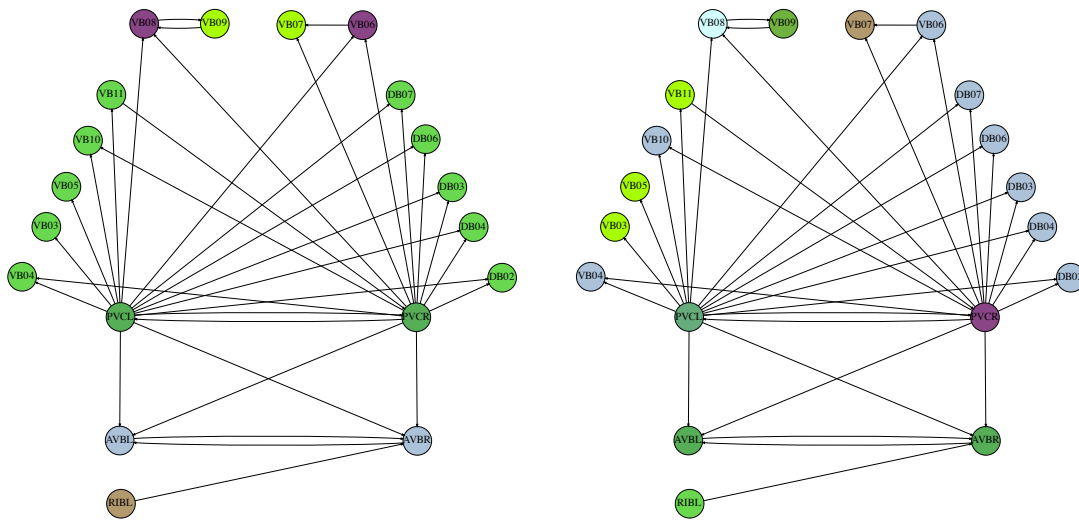 VB08 VB09 VB07 VB06
VB11 DB07
VB10 DB06
VB05 DB03
VB03 DB04
VB04 DB02
PVCL PVCR
AVBL AVBR
RIBL
VB08 VB09 VB07 VB06
VB11 DB07
VB10 DB06
VB05 DB03
VB03 DB04
VB04
PVCL PVCR
AVBL AVBR
RIBL